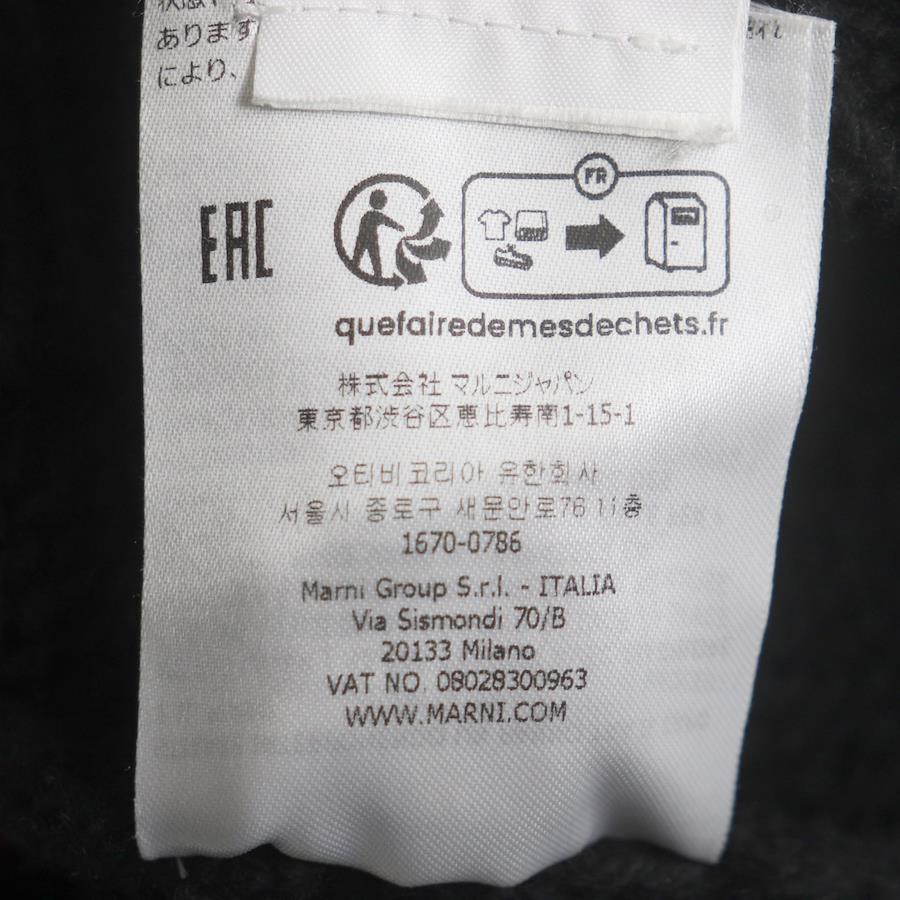 あります
により、
EAC
FR
quefairedemesdechets.fr
株式会社 マルニジャパン
東京都渋谷区恵比寿南1-15-1
오티비코리아 유한회사
서울시 종로구 새문안로76 11층
1670-0786
Marni Group S.r.l. - ITALIA
Via Sismondi 70/B
20133 Milano
VAT NO. 08028300963
WWW.MARNI.COM